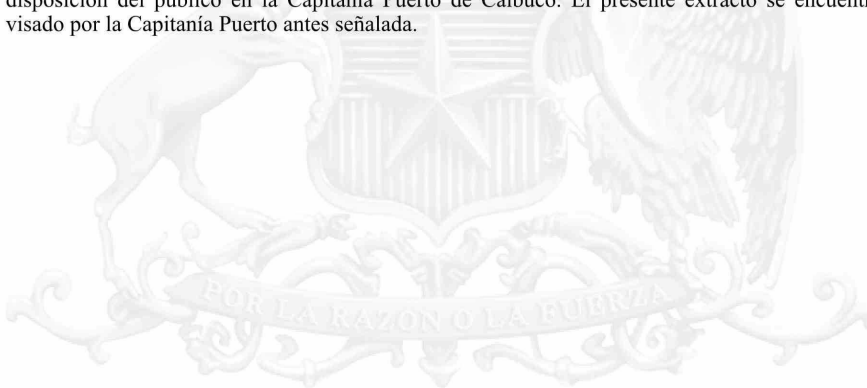 disposición del público en la Capitanía Puerto de Calbuco. El presente extracto se
visado por la Capitanía Puerto antes señalada.
POR LA RAZON O LA FUERZA